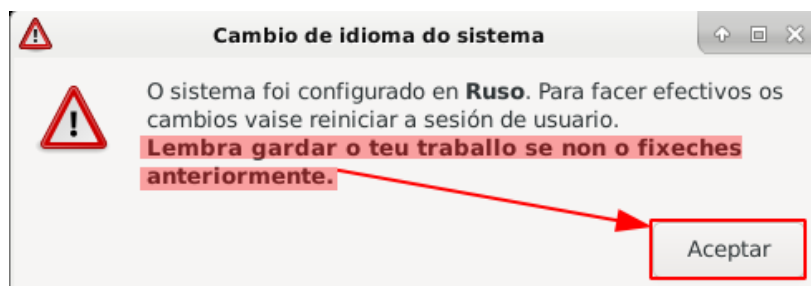 Cambio de idioma do sistema
O sistema foi configurado en Ruso. Para facer efectivos os
cambios vaise reiniciar a sesión de usuario.
Lembra gardar o teu traballo se non o fixeches
anteriormente.
Aceptar